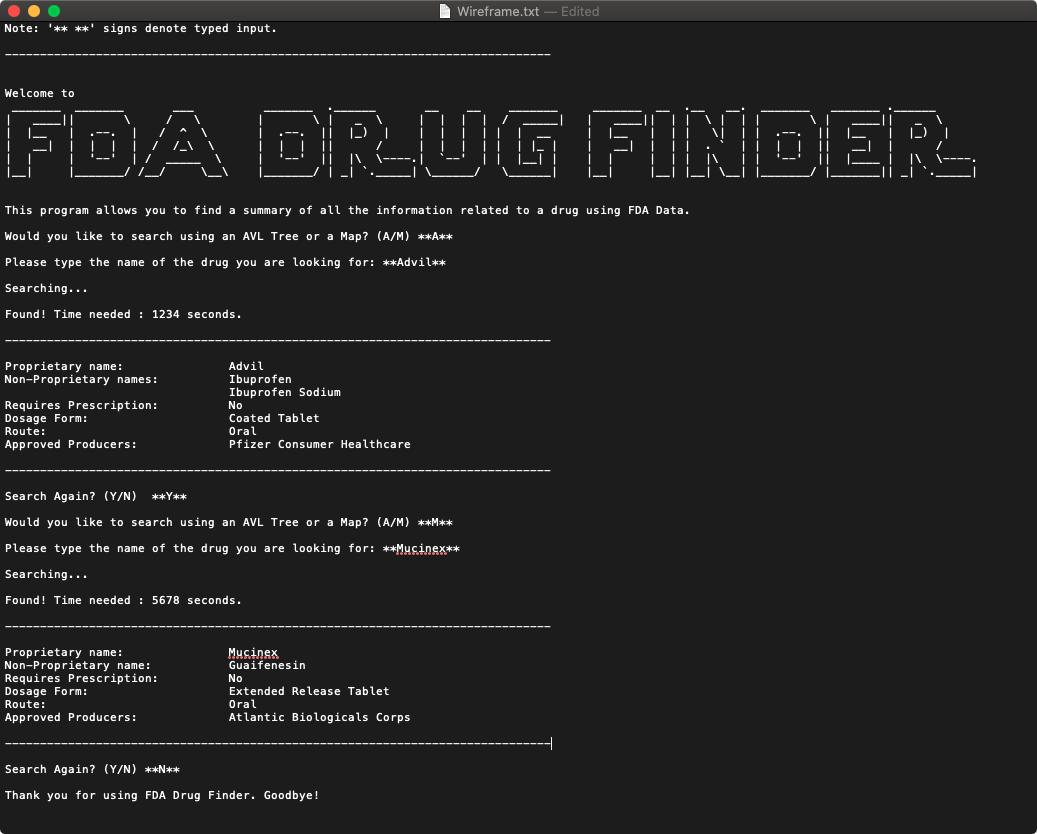 Wireframe.txt — Edited
Note: '** **' signs denote typed input.
------------------------------------------------------------------------------
Welcome to
FDA DRUG FINDER
This program allows you to find a summary of all the information related to a drug using FDA Data.
Would you like to search using an AVL Tree or a Map? (A/M) **A**
Please type the name of the drug you are looking for: **Advil**
Searching...
Found! Time needed : 1234 seconds.
------------------------------------------------------------------------------
Proprietary name: Advil
Non-Proprietary names: Ibuprofen
Ibuprofen Sodium
Requires Prescription: No
Dosage Form: Coated Tablet
Route: Oral
Approved Producers: Pfizer Consumer Healthcare
------------------------------------------------------------------------------
Search Again? (Y/N) **Y**
Would you like to search using an AVL Tree or a Map? (A/M) **M**
Please type the name of the drug you are looking for: **Mucinex**
Searching...
Found! Time needed : 5678 seconds.
------------------------------------------------------------------------------
Proprietary name: Mucinex
Non-Proprietary name: Guaifenesin
Requires Prescription: No
Dosage Form: Extended Release Tablet
Route: Oral
Approved Producers: Atlantic Biologicals Corps
------------------------------------------------------------------------------
Search Again? (Y/N) **N**
Thank you for using FDA Drug Finder. Goodbye!